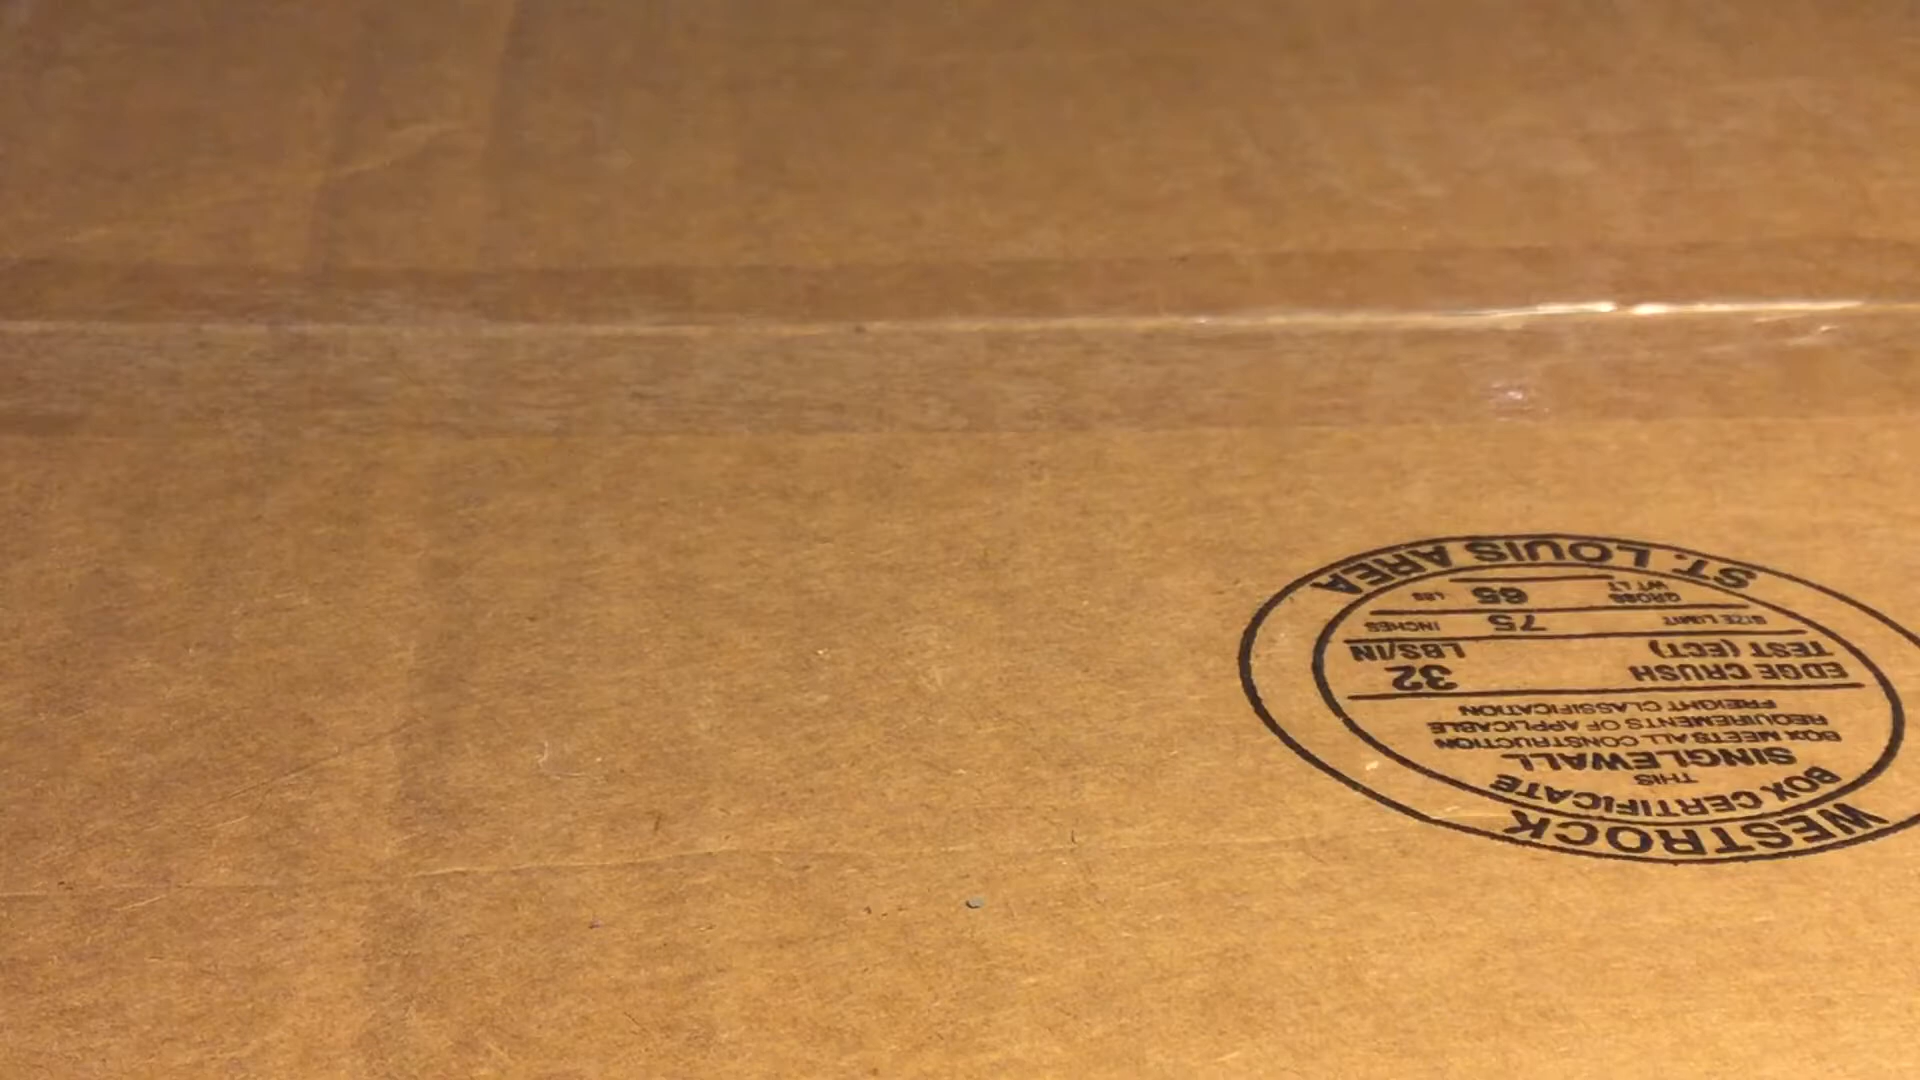 WESTROCK
BOX CERTIFICATE
THIS
SINGLEWALL
BOX MEETS ALL CONSTRUCTION
REQUIREMENTS OF APPLICABLE
FREIGHT CLASSIFICATION
EDGE CRUSH
TEST (ECT) 32 LBS/IN
SIZE LIMIT 75 INCHES
GROSS WT LT 65 LBS
ST. LOUIS AREA